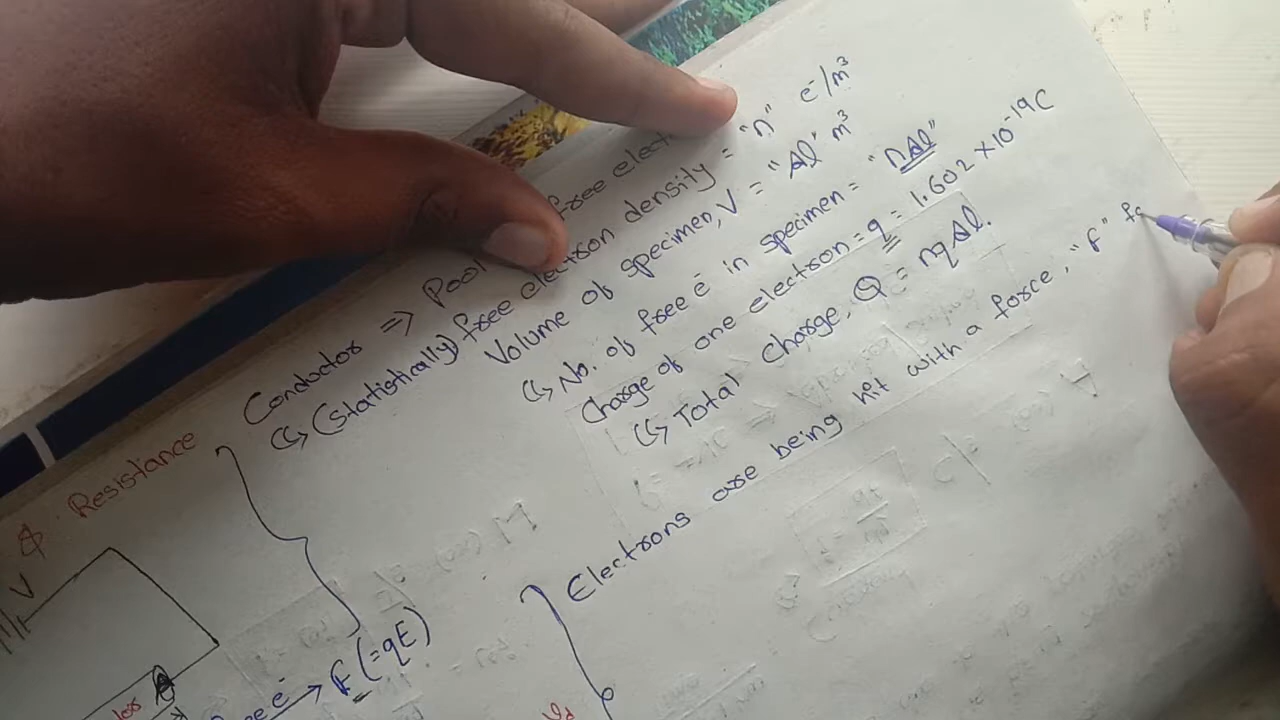 & Resistance
Conductor => Pool free elect
↳ (Statistically) free electron density = "n" e⁻/m³
Volume of specimen, V = "Al" m³
↳ No. of free e⁻ in specimen = "nAl"
Charge of one electron = q = 1.602 × 10⁻¹⁹ C
↳ Total charge, Q = nqAl.
Electrons are being hit with a force, "F" fo
V
e⁻ → F (=qE)